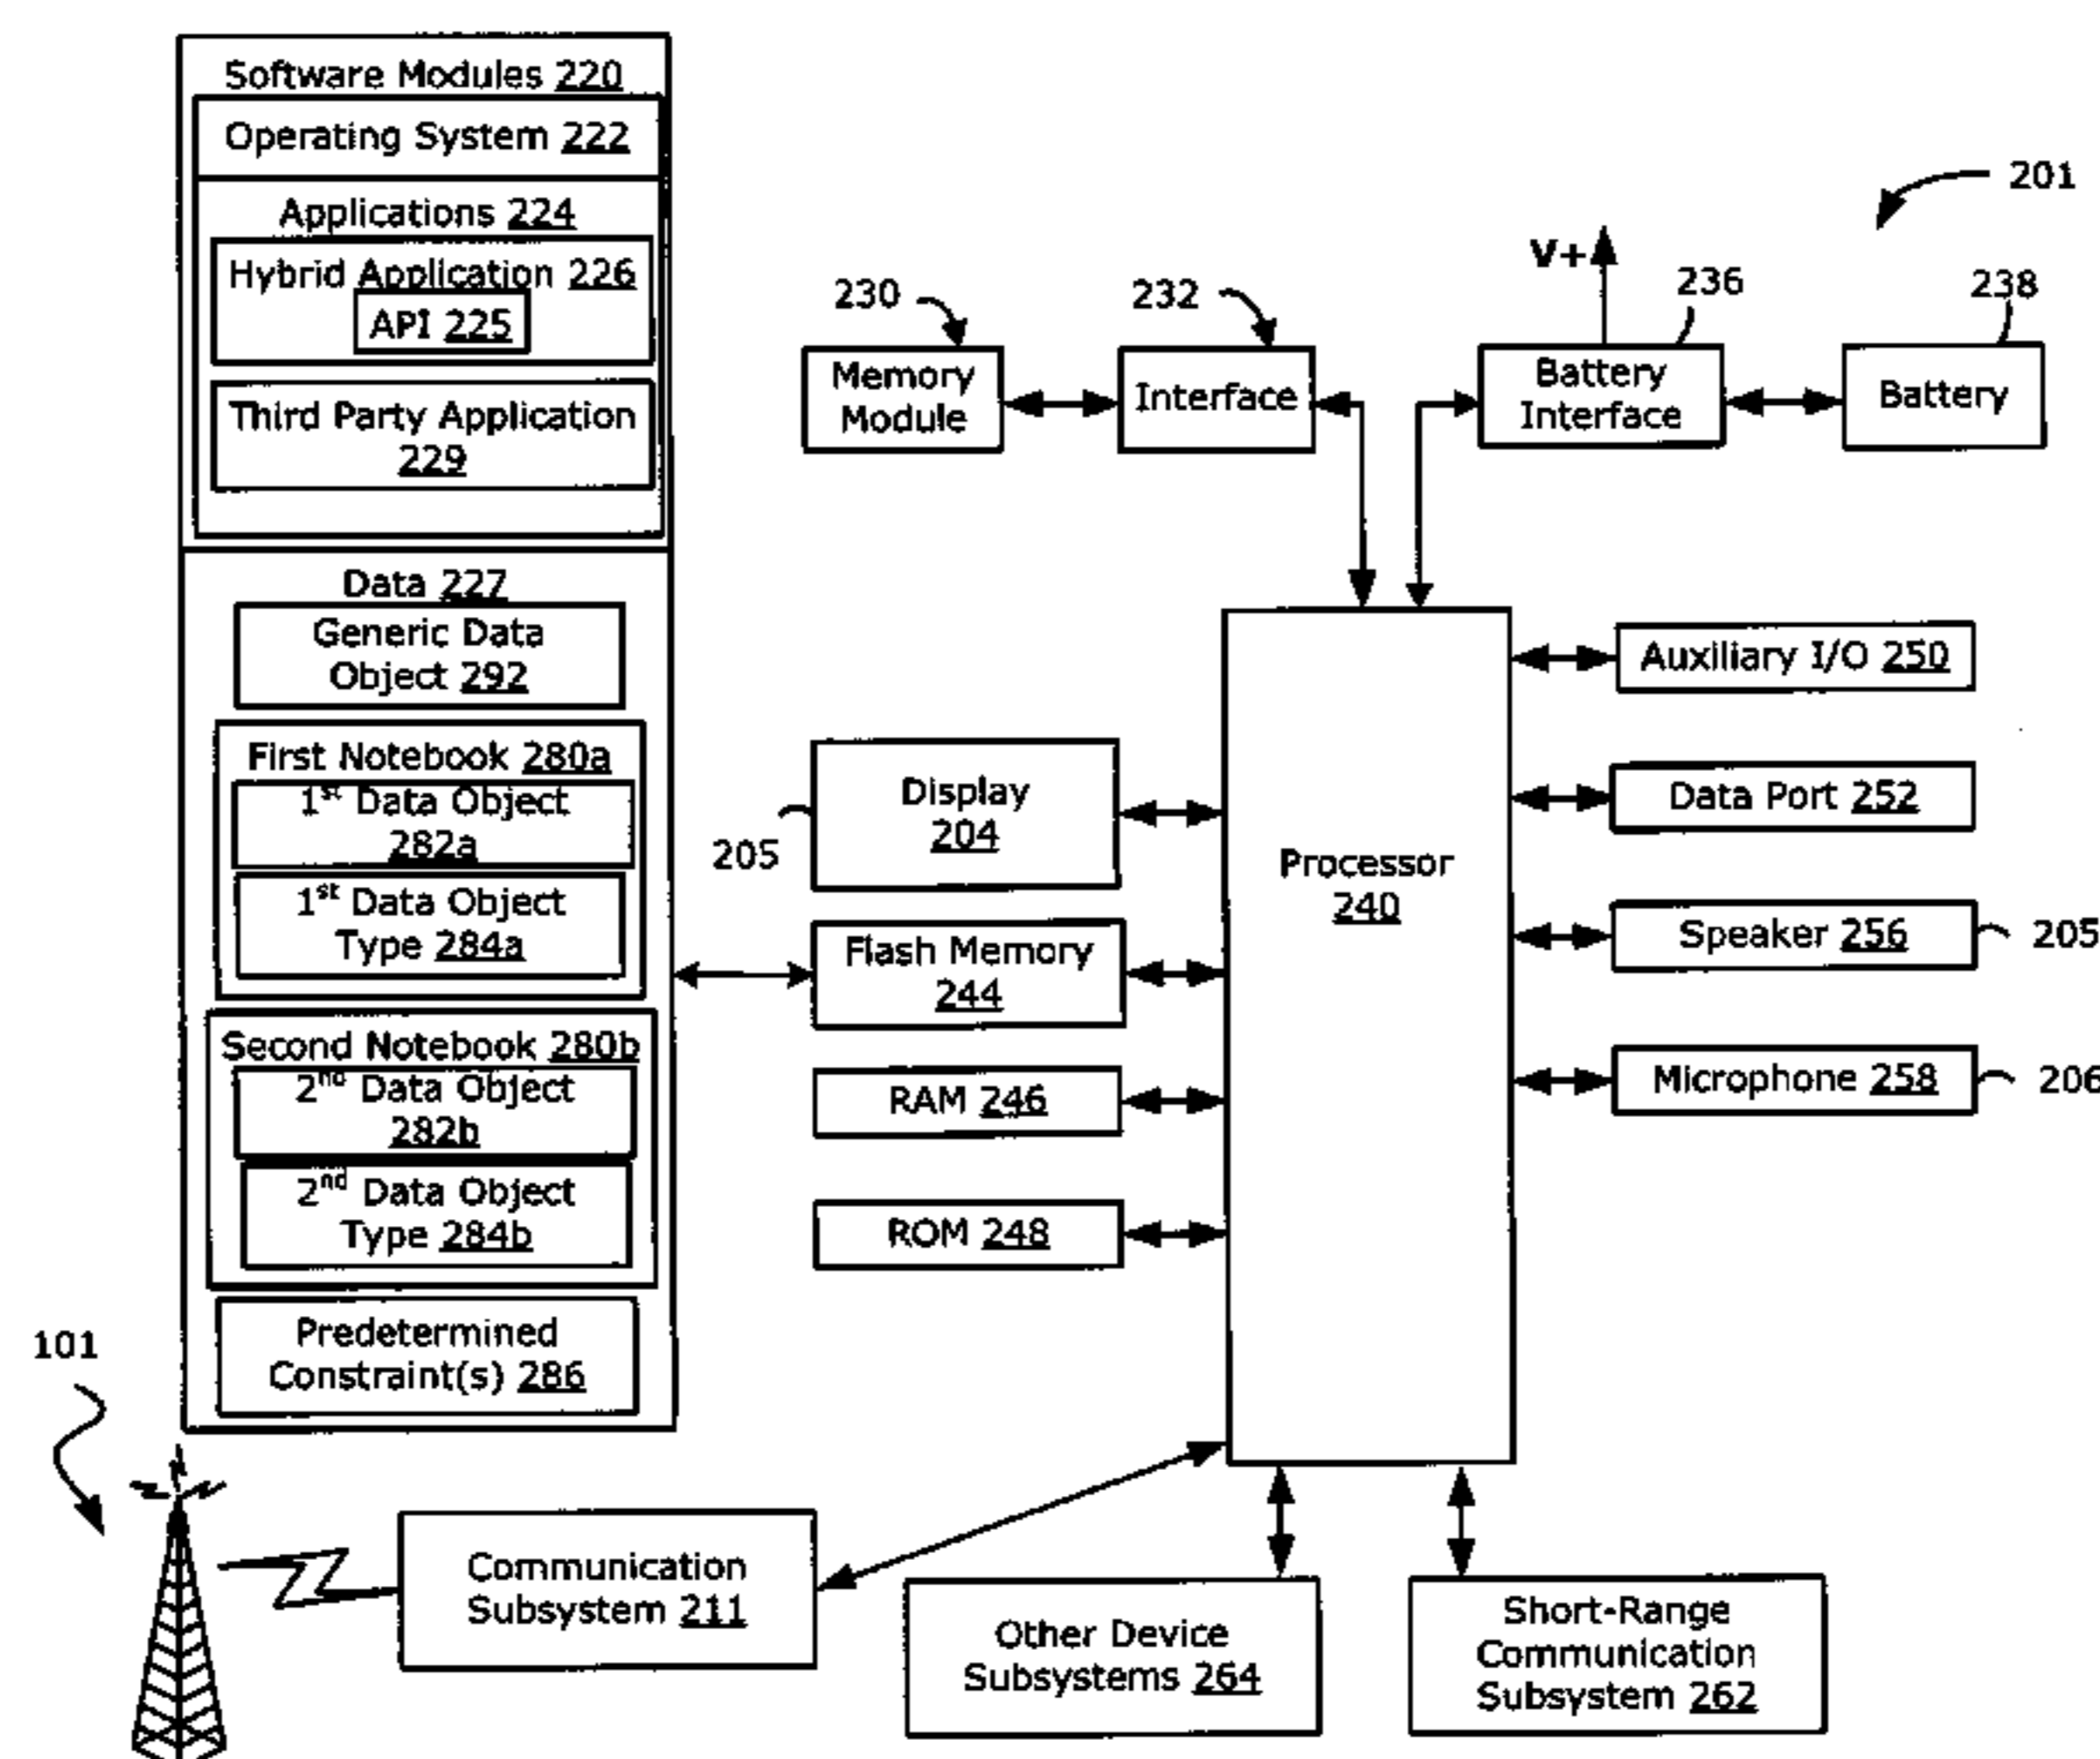 Software Modules 220
Operating System 222
Applications 224
Hybrid Application 226
API 225
Third Party Application
229
Data 227
Generic Data
Object 292
First Notebook 280a
1st Data Object
282a
1st Data Object
Type 284a
Second Notebook 280b
2nd Data Object
282b
2nd Data Object
Type 284b
Predetermined
Constraint(s) 286
201
V+
230
232
236
238
Memory
Module
Interface
Battery
Interface
Battery
Display
204
205
Flash Memory
244
RAM 246
ROM 248
Processor
240
Auxiliary I/O 250
Data Port 252
Speaker 256
205
Microphone 258
206
101
Communication
Subsystem 211
Other Device
Subsystems 264
Short-Range
Communication
Subsystem 262